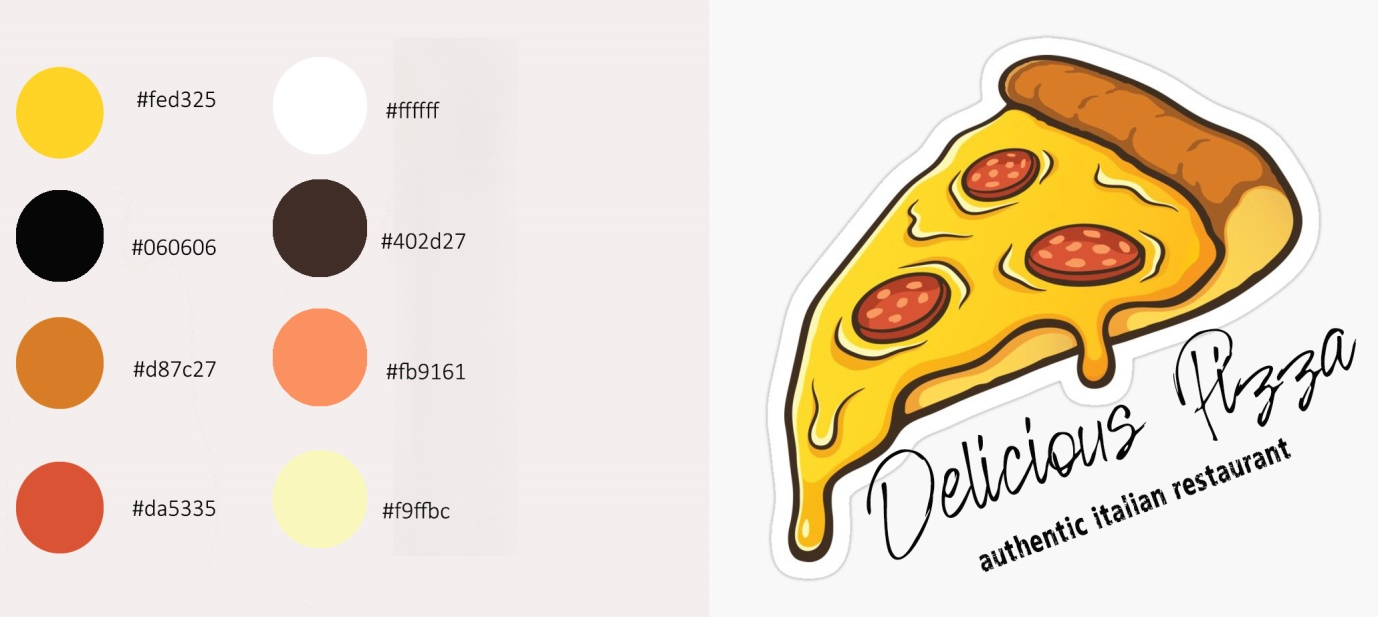 #fed325
#ffffff
#060606
#402d27
#d87c27
#fb9161
#da5335
#f9ffbc
Delicious Pizza
authentic italian restaurant